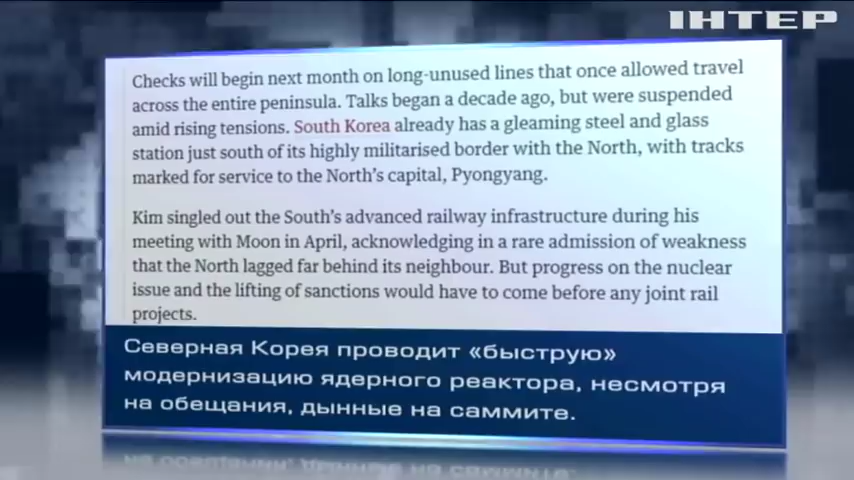 ІНТЕР
Checks will begin next month on long-unused lines that once allowed travel
across the entire peninsula. Talks began a decade ago, but were suspended
amid rising tensions. South Korea already has a gleaming steel and glass
station just south of its highly militarised border with the North, with tracks
marked for service to the North's capital, Pyongyang.
Kim singled out the South's advanced railway infrastructure during his
meeting with Moon in April, acknowledging in a rare admission of weakness
that the North lagged far behind its neighbour. But progress on the nuclear
issue and the lifting of sanctions would have to come before any joint rail
projects.
Северная Корея проводит «быструю»
модернизацию ядерного реактора, несмотря
на обещания, дынные на саммите.